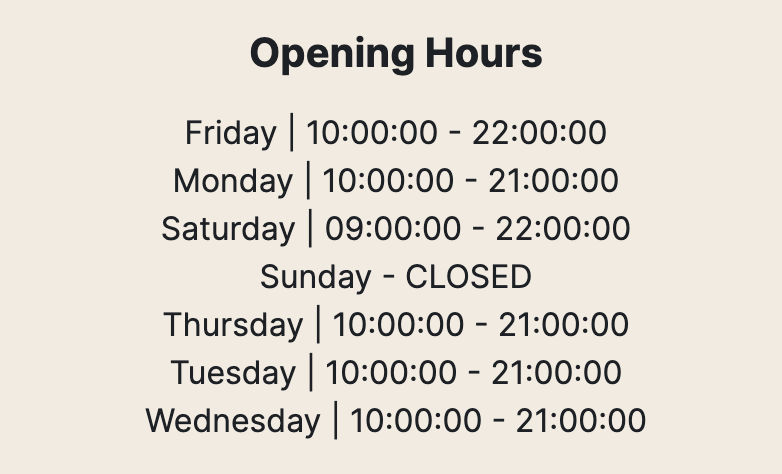 Opening Hours
Friday | 10:00:00 - 22:00:00
Monday | 10:00:00 - 21:00:00
Saturday | 09:00:00 - 22:00:00
Sunday - CLOSED
Thursday | 10:00:00 - 21:00:00
Tuesday | 10:00:00 - 21:00:00
Wednesday | 10:00:00 - 21:00:00